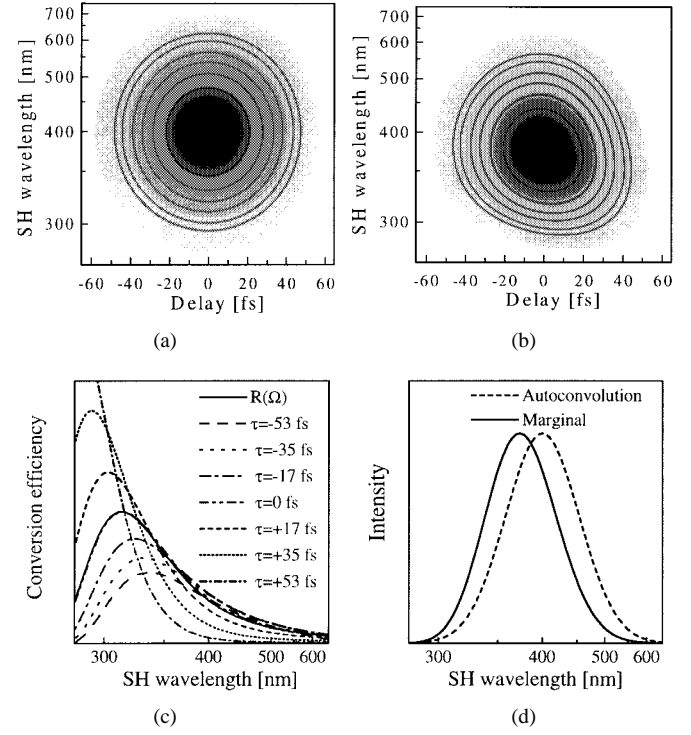 700
600
500
400
300
SH wavelength [nm]
-60 -40 -20 0 20 40 60
Delay [fs]
(a)
700
600
500
400
300
SH wavelength [nm]
-60 -40 -20 0 20 40 60
Delay [fs]
(b)
Conversion efficiency
R(Ω)
τ=-53 fs
τ=-35 fs
τ=-17 fs
τ=0 fs
τ=+17 fs
τ=+35 fs
τ=+53 fs
300 400 500 600
SH wavelength [nm]
(c)
Intensity
Autoconvolution
Marginal
300 400 500 600
SH wavelength [nm]
(d)